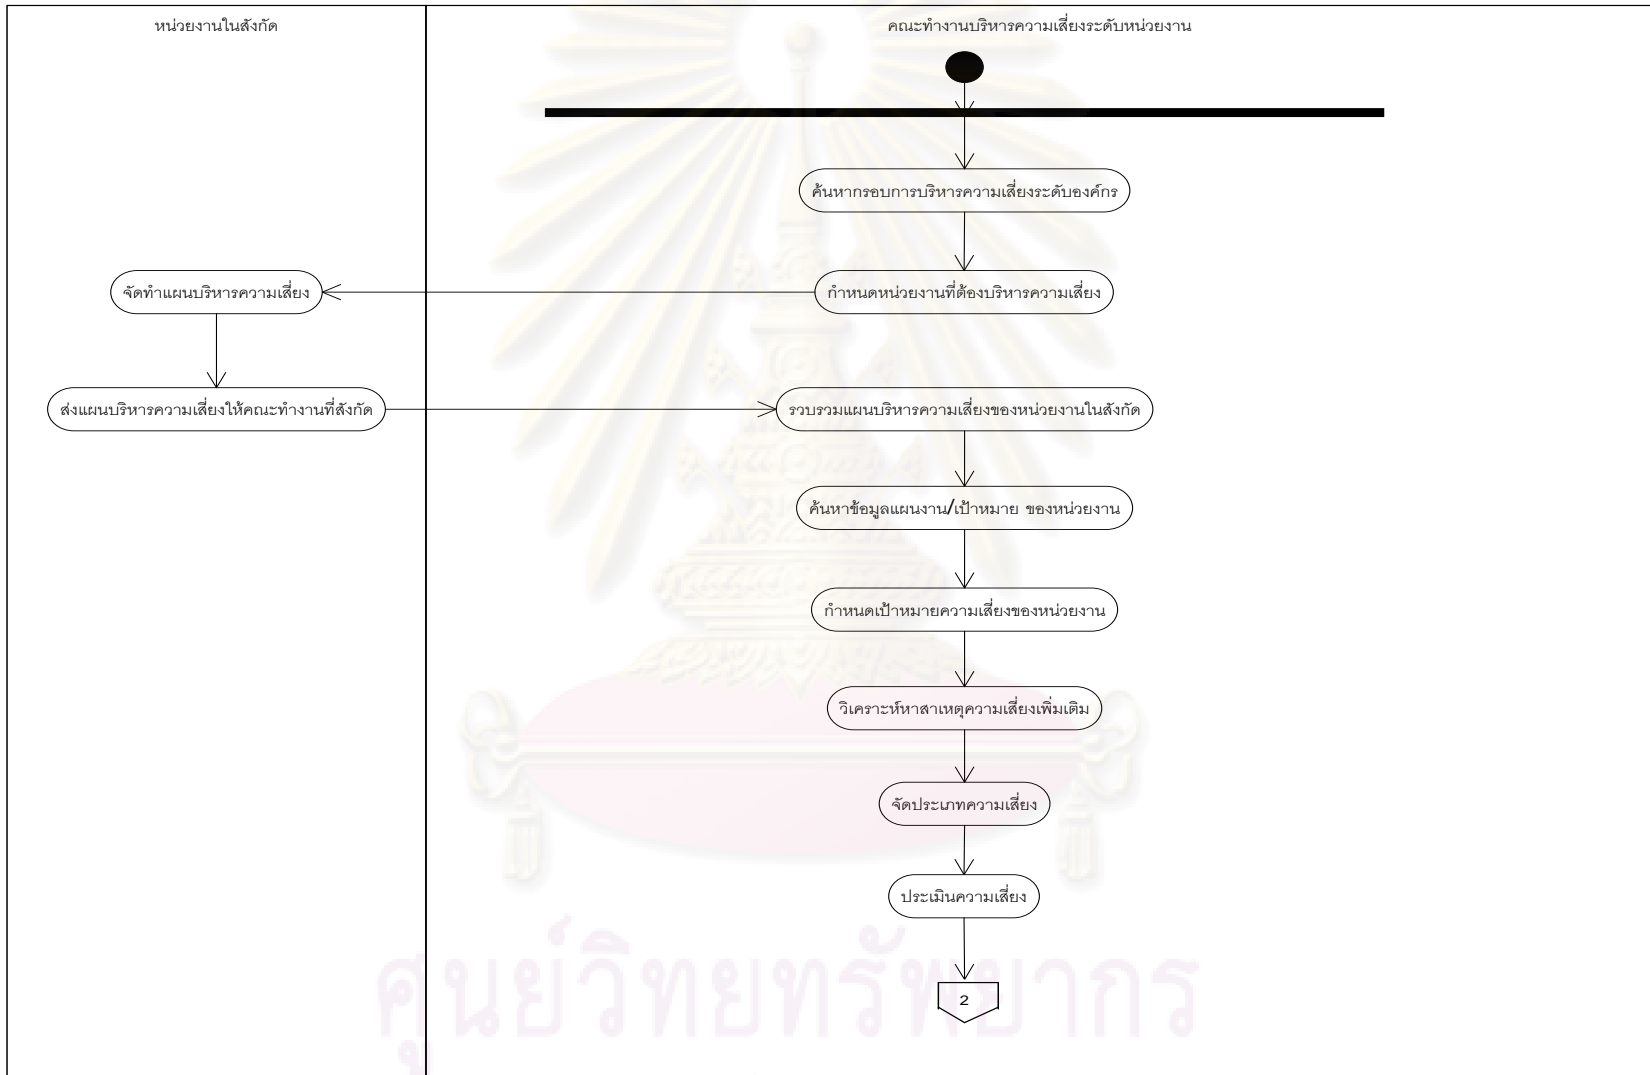 หน่วยงานในสังกัด
คณะทำงานบริหารความเสี่ยงระดับหน่วยงาน
ค้นหากรอบการบริหารความเสี่ยงระดับองค์กร
จัดทำแผนบริหารความเสี่ยง
กำหนดหน่วยงานที่ต้องบริหารความเสี่ยง
ส่งแผนบริหารความเสี่ยงให้คณะทำงานที่สังกัด
รวบรวมแผนบริหารความเสี่ยงของหน่วยงานในสังกัด
ค้นหาข้อมูลแผนงาน/เป้าหมาย ของหน่วยงาน
กำหนดเป้าหมายความเสี่ยงของหน่วยงาน
วิเคราะห์หาสาเหตุความเสี่ยงเพิ่มเติม
จัดประเภทความเสี่ยง
ประเมินความเสี่ยง
2
ศูนย์วิทยทรัพยากร